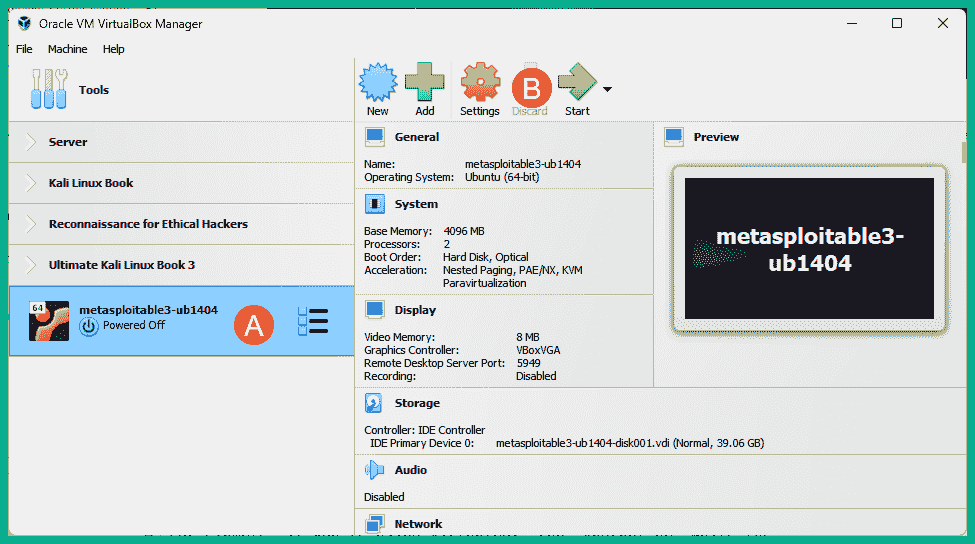 Oracle VM VirtualBox Manager
File Machine Help
Tools
New Add Settings Discard Start
B
Server
Kali Linux Book
Reconnaissance for Ethical Hackers
Ultimate Kali Linux Book 3
64
metasploitable3-ub1404
Powered Off
A
General
Name: metasploitable3-ub1404
Operating System: Ubuntu (64-bit)
System
Base Memory: 4096 MB
Processors: 2
Boot Order: Hard Disk, Optical
Acceleration: Nested Paging, PAE/NX, KVM
Paravirtualization
Display
Video Memory: 8 MB
Graphics Controller: VBoxVGA
Remote Desktop Server Port: 5949
Recording: Disabled
Storage
Controller: IDE Controller
IDE Primary Device 0: metasploitable3-ub1404-disk001.vdi (Normal, 39.06 GB)
Audio
Disabled
Network
Preview
metasploitable3-
ub1404